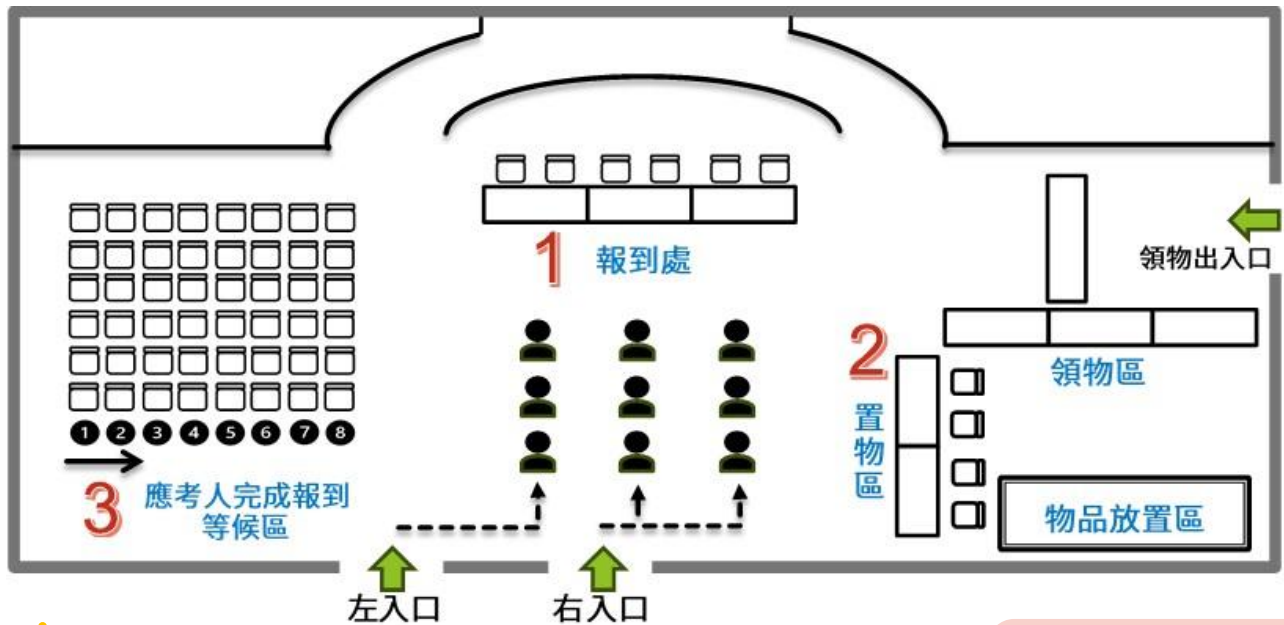 1 報到處
領物出入口
2
置物區
領物區
物品放置區
1 2 3 4 5 6 7 8
3 應考人完成報到
等候區
左入口
右入口